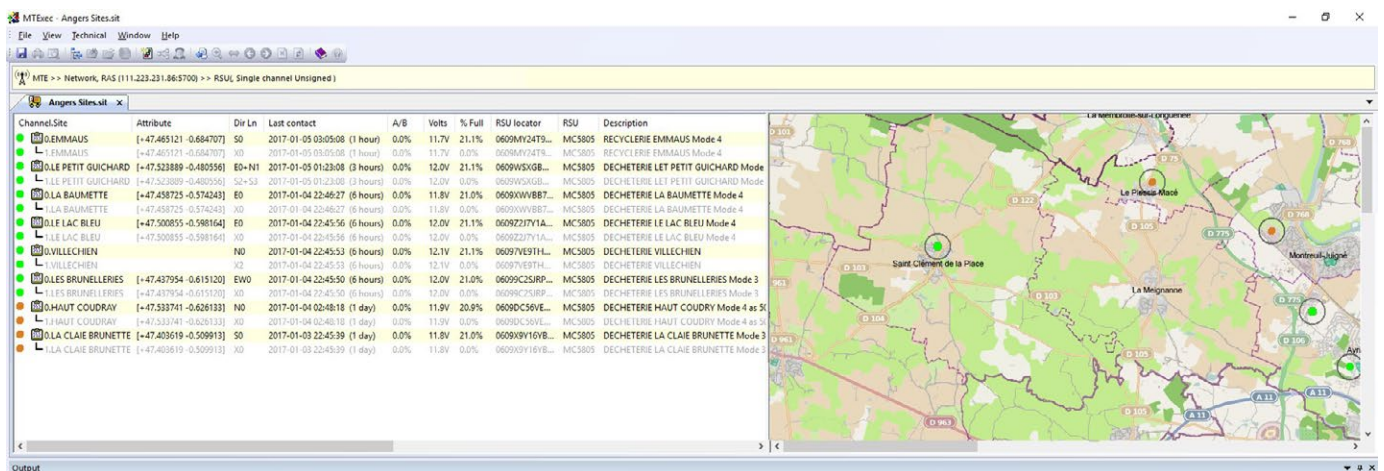 MTExec - Angers Sites.sit
File View Technical Window Help
MTE >> Network, RAS (111.223.231.86:5700) >> RSU(, Single channel Unsigned )
Angers Sites.sit x
Channel.Site Attribute Dir Ln Last contact A/B Volts % Full RSU locator RSU Description
0.EMMAUS [+47.465121 -0.684707] S0 2017-01-05 03:05:08 (1 hour) 0.0% 11.7V 21.1% 0609MY24T9... MC5805 RECYCLERIE EMMAUS Mode 4
1.EMMAUS [+47.465121 -0.684707] X0 2017-01-05 03:05:08 (1 hour) 0.0% 11.7V 0.0% 0609MY24T9... MC5805 RECYCLERIE EMMAUS Mode 4
0.LE PETIT GUICHARD [+47.523889 -0.480556] E0+N1 2017-01-05 01:23:08 (3 hours) 0.0% 12.0V 21.1% 0609WSXGB... MC5805 DECHETERIE LET PETIT GUICHARD Mode
1.LE PETIT GUICHARD [+47.523889 -0.480556] S2+S3 2017-01-05 01:23:08 (3 hours) 0.0% 12.0V 0.0% 0609WSXGB... MC5805 DECHETERIE LET PETIT GUICHARD Mode
0.LA BAUMETTE [+47.458725 -0.574243] E0 2017-01-04 22:46:27 (6 hours) 0.0% 11.8V 21.0% 0609XWVBB7... MC5805 DECHETERIE LA BAUMETTE Mode 4
1.LA BAUMETTE [+47.458725 -0.574243] X0 2017-01-04 22:46:27 (6 hours) 0.0% 11.8V 0.0% 0609XWVBB7... MC5805 DECHETERIE LA BAUMETTE Mode 4
0.LE LAC BLEU [+47.500855 -0.598164] E0 2017-01-04 22:45:56 (6 hours) 0.0% 12.0V 21.1% 0609Z2J7Y1A... MC5805 DECHETERIE LE LAC BLEU Mode 4
1.LE LAC BLEU [+47.500855 -0.598164] X0 2017-01-04 22:45:56 (6 hours) 0.0% 12.0V 0.0% 0609Z2J7Y1A... MC5805 DECHETERIE LE LAC BLEU Mode 4
0.VILLECHIEN N0 2017-01-04 22:45:53 (6 hours) 0.0% 12.1V 21.1% 06097VE9TH... MC5805 DECHETERIE VILLECHIEN
1.VILLECHIEN X2 2017-01-04 22:45:53 (6 hours) 0.0% 12.1V 0.0% 06097VE9TH... MC5805 DECHETERIE VILLECHIEN
0.LES BRUNELLERIES [+47.437954 -0.615120] EW0 2017-01-04 22:45:50 (6 hours) 0.0% 12.0V 21.0% 06099C2SJRP... MC5805 DECHETERIE LES BRUNELLERIES Mode 3
1.LES BRUNELLERIES [+47.437954 -0.615120] X0 2017-01-04 22:45:50 (6 hours) 0.0% 12.0V 0.0% 06099C2SJRP... MC5805 DECHETERIE LES BRUNELLERIES Mode 3
0.HAUT COUDRAY [+47.533741 -0.626133] N0 2017-01-04 02:48:18 (1 day) 0.0% 11.9V 20.9% 0609DC56VE... MC5805 DECHETERIE HAUT COUDRY Mode 4 as 50
1.HAUT COUDRAY [+47.533741 -0.626133] X0 2017-01-04 02:48:18 (1 day) 0.0% 11.9V 0.0% 0609DC56VE... MC5805 DECHETERIE HAUT COUDRY Mode 4 as 50
0.LA CLAIE BRUNETTE [+47.403619 -0.509913] S0 2017-01-03 22:45:39 (1 day) 0.0% 11.8V 21.0% 0609X9Y16YB... MC5805 DECHETERIE LA CLAIE BRUNETTE Mode 3
1.LA CLAIE BRUNETTE [+47.403619 -0.509913] X0 2017-01-03 22:45:39 (1 day) 0.0% 11.8V 0.0% 0609X9Y16YB... MC5805 DECHETERIE LA CLAIE BRUNETTE Mode 3
La Membrolle-sur-Longuenée
D 101
D 768
D 75
Le Plessis-Macé
D 122
D 768
D 105
D 775
Montreuil-Juigné
Saint Clément de la Place
D 103
La Meignanne
D 103
D 775
D 104
D 106
D 961
Avr
D 105
A 11
A 11
D 105
D 963
Output